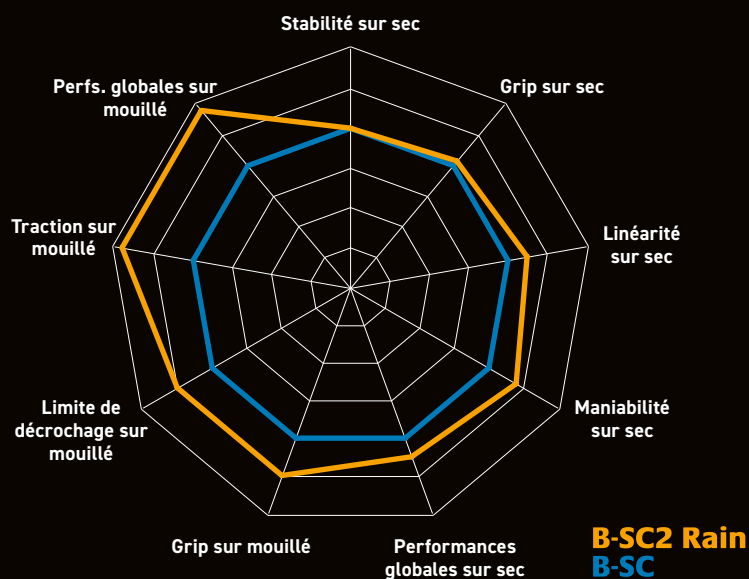 Stabilité sur sec
Perfs. globales sur
mouillé
Grip sur sec
Traction sur
mouillé
Linéarité
sur sec
Limite de
décrochage sur
mouillé
Maniabilité
sur sec
Grip sur mouillé
Performances
globales sur sec
B-SC2 Rain
B-SC